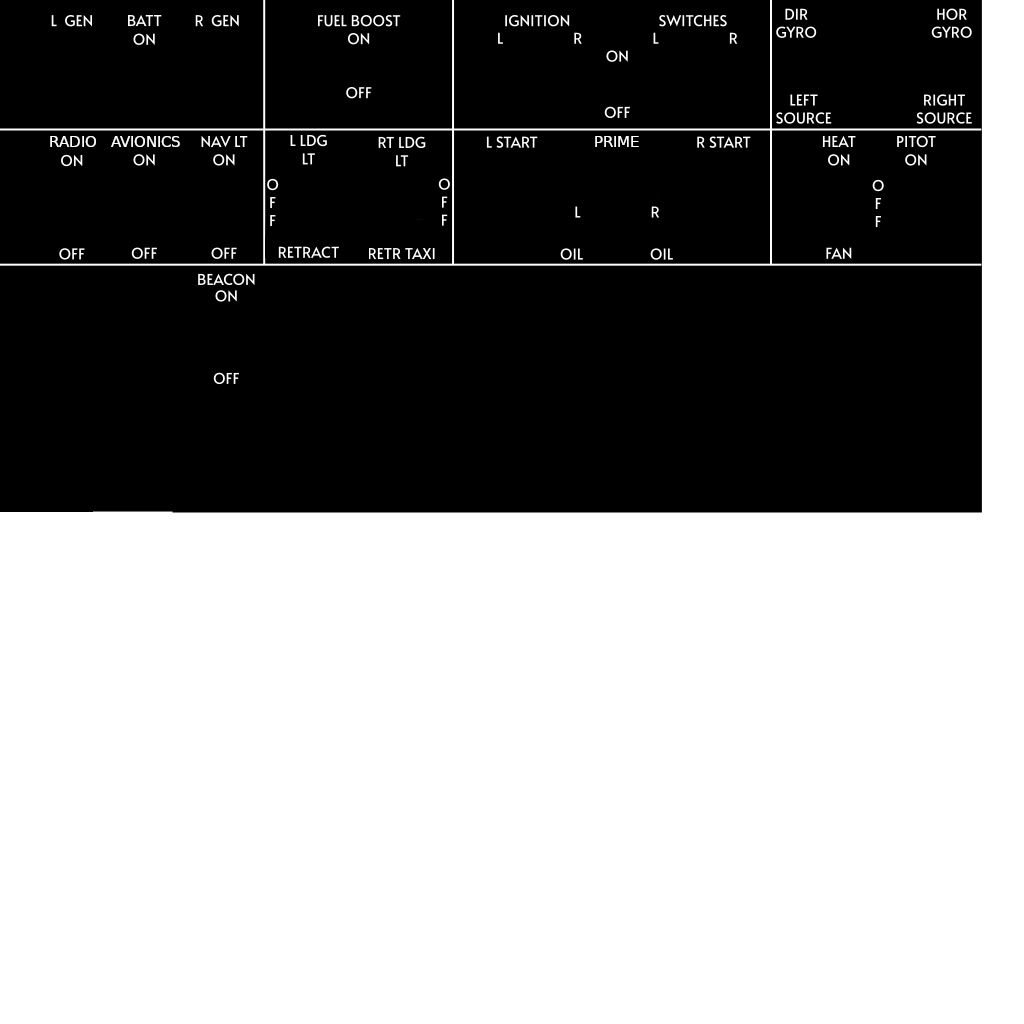 L GEN BATT R GEN
ON
FUEL BOOST
ON
OFF
IGNITION SWITCHES
L R L R
ON
OFF
DIR
GYRO
HOR
GYRO
LEFT
SOURCE
RIGHT
SOURCE
RADIO AVIONICS NAV LT
ON ON ON
OFF OFF OFF
L LDG
LT
RT LDG
LT
O
F
F
O
F
F
RETRACT RETR TAXI
L START PRIME R START
L R
OIL OIL
HEAT PITOT
ON ON
O
F
F
FAN
BEACON
ON
OFF